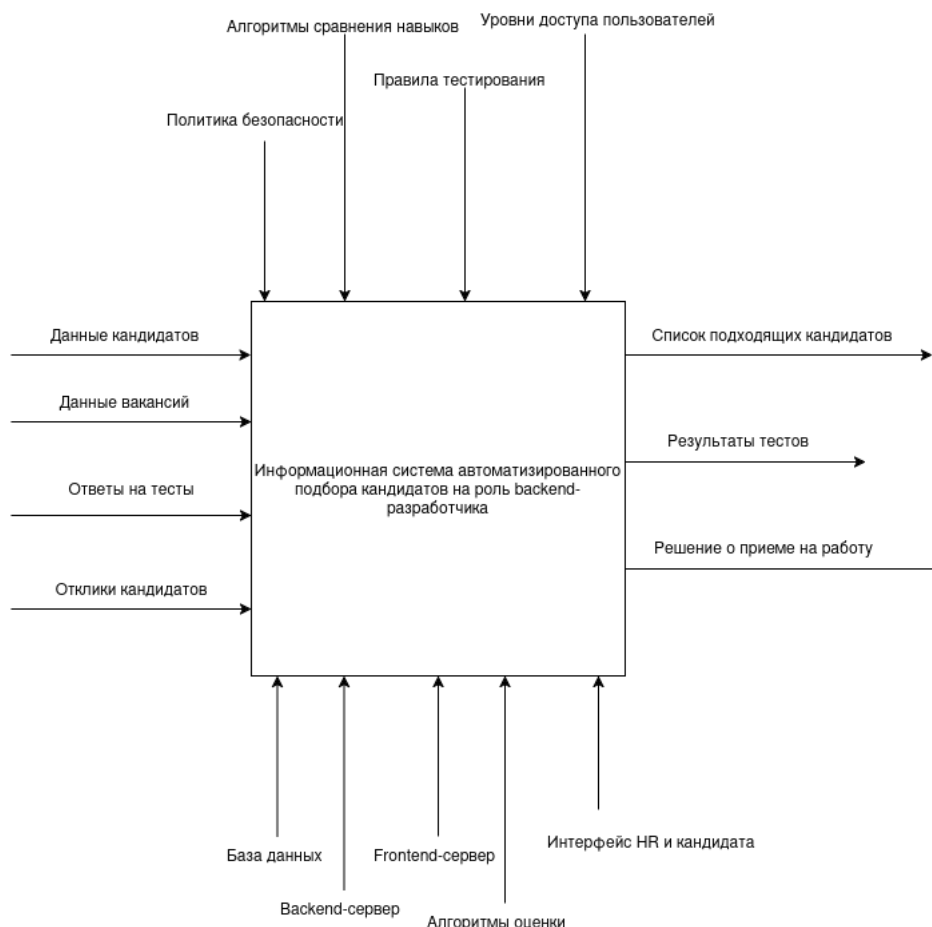 Уровни доступа пользователей
Алгоритмы сравнения навыков
Правила тестирования
Политика безопасности
Данные кандидатов
Список подходящих кандидатов
Данные вакансий
Результаты тестов
Информационная система автоматизированного
подбора кандидатов на роль backend-
разработчика
Ответы на тесты
Решение о приеме на работу
Отклики кандидатов
Интерфейс HR и кандидата
База данных
Frontend-сервер
Backend-сервер
Алгоритмы оценки